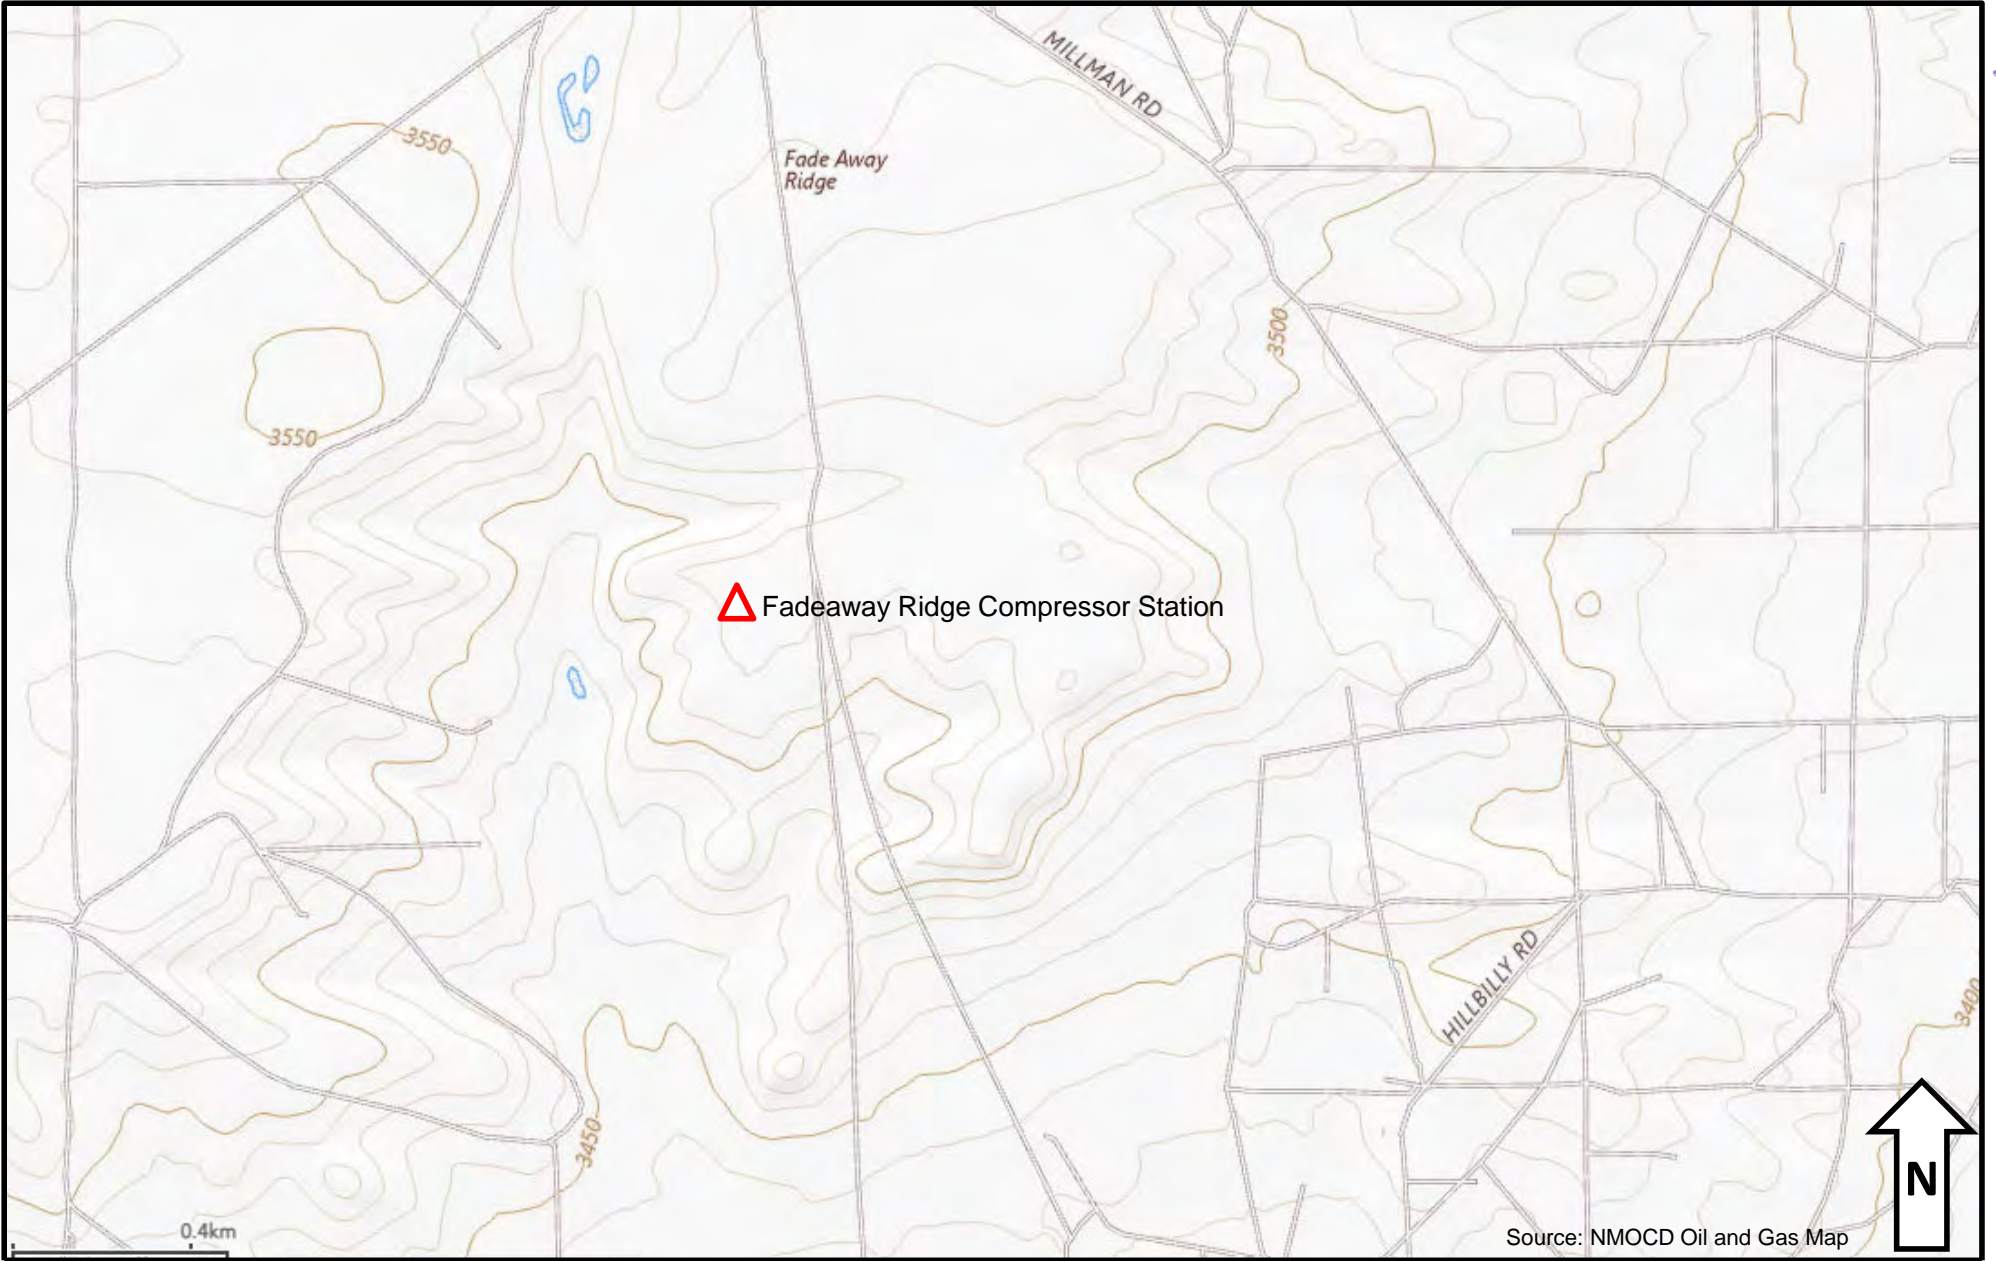 MILLMAN RD
3550
Fade Away
Ridge
3500
3550
Fadeaway Ridge Compressor Station
HILLBILLY RD
3400
3450
N
0.4km
Source: NMOCD Oil and Gas Map